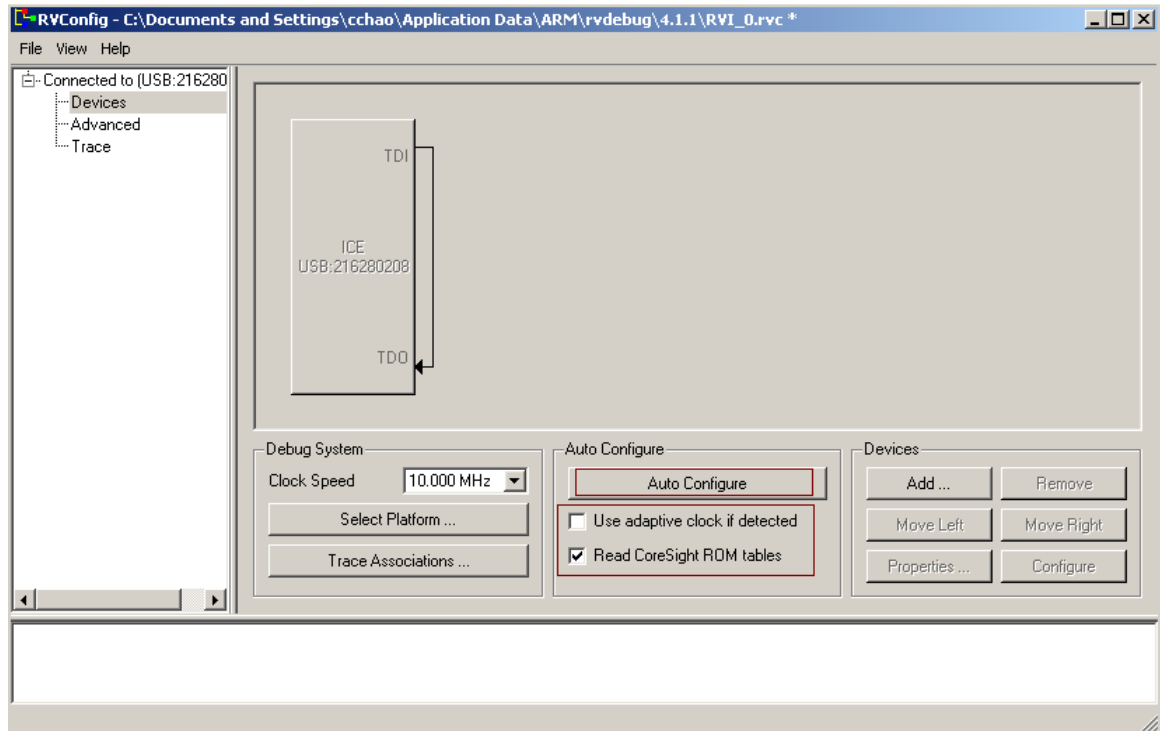 RVConfig - C:\Documents and Settings\cchao\Application Data\ARM\rvdebug\4.1.1\RVI_0.rvc *
File View Help
Connected to (USB:216280
Devices
Advanced
Trace
TDI
ICE
USB:216280208
TDO
Debug System
Clock Speed 10.000 MHz
Select Platform ...
Trace Associations ...
Auto Configure
Auto Configure
Use adaptive clock if detected
Read CoreSight ROM tables
Devices
Add ... Remove
Move Left Move Right
Properties ... Configure